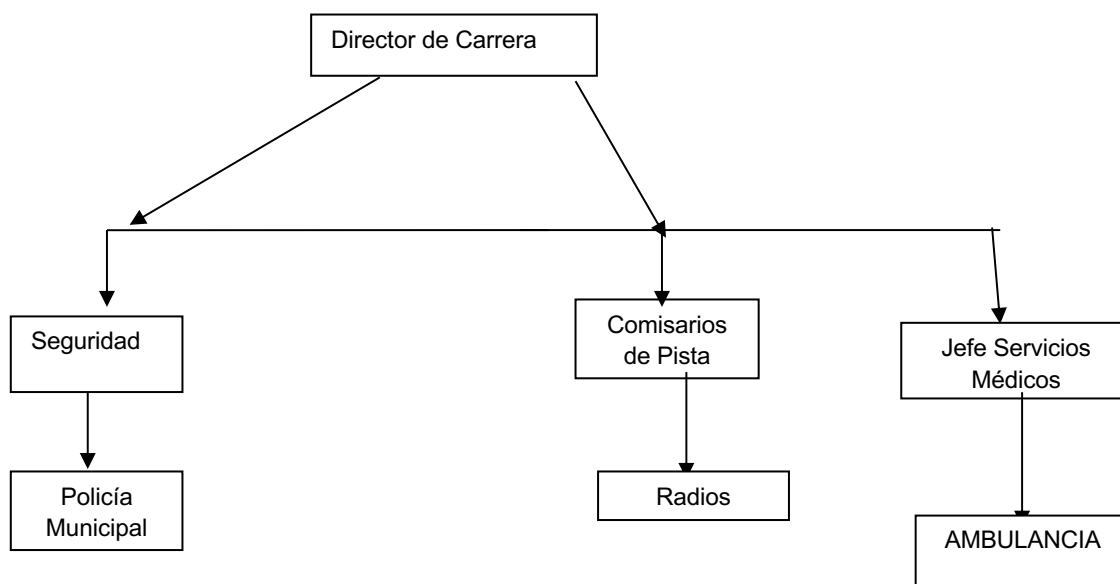 Director de Carrera
Seguridad
Comisarios
de Pista
Jefe Servicios
Médicos
Policía
Municipal
Radios
AMBULANCIA